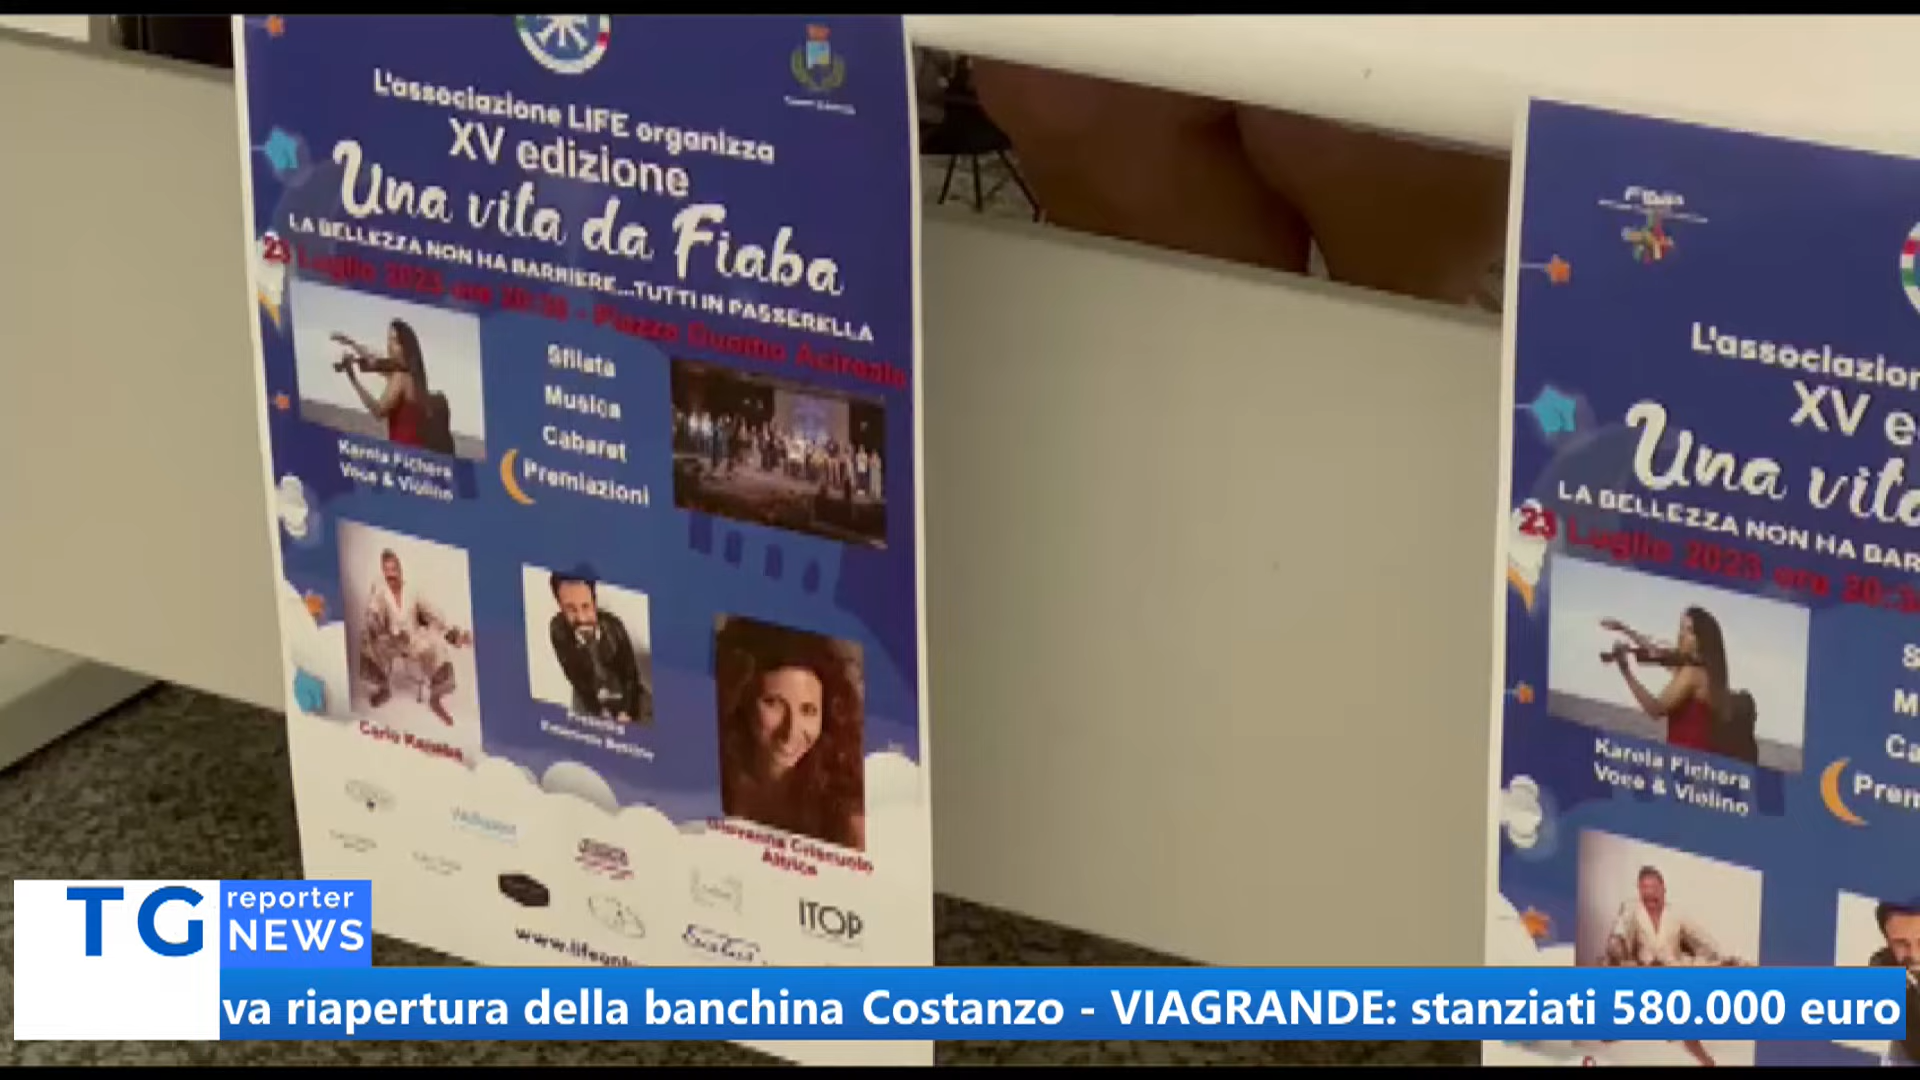 L'associazione LIFE organizza
XV edizione
Una vita da Fiaba
LA BELLEZZA NON HA BARRIERE...TUTTI IN PASSERELLA
23 Luglio 2023 ore 20:30 - Piazza Duomo Acireale
Sfilata
Musica
Cabaret
Premiazioni
Karola Fichera
Voce & Violino
Carlo Kaneba
Giovanna Criscuolo
Attrice
ITOP
L'associazion
XV e
Una vita
LA BELLEZZA NON HA BAR
23 Luglio 2023 ore 20:3
S
M
Ca
Prem
Karola Fichera
Voce & Violino
TG
reporter
NEWS
va riapertura della banchina Costanzo - VIAGRANDE: stanziati 580.000 euro